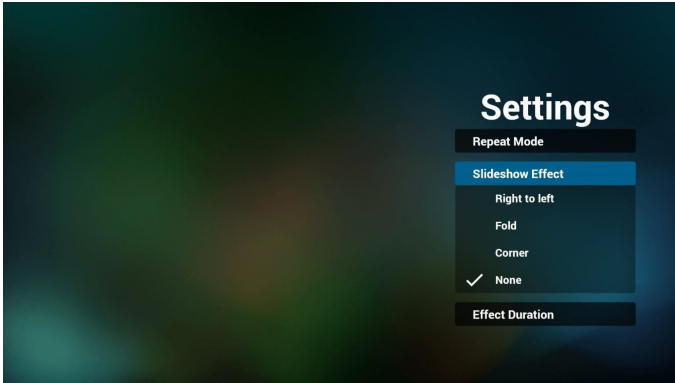 Settings
Repeat Mode
Slideshow Effect
Right to left
Fold
Corner
None
Effect Duration